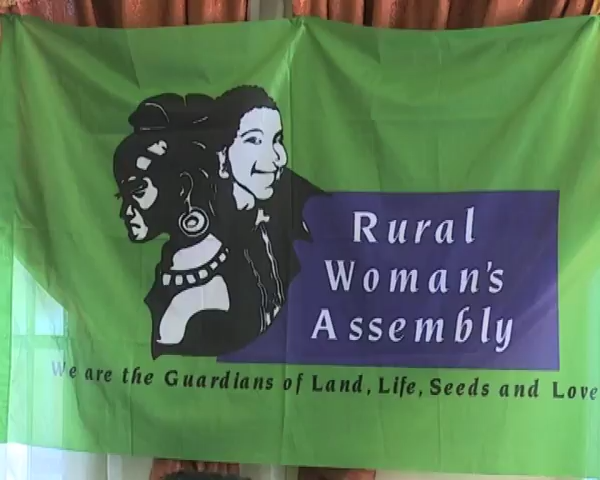 Rural
Woman's
Assembly
We are the Guardians of Land, Life, Seeds and Love